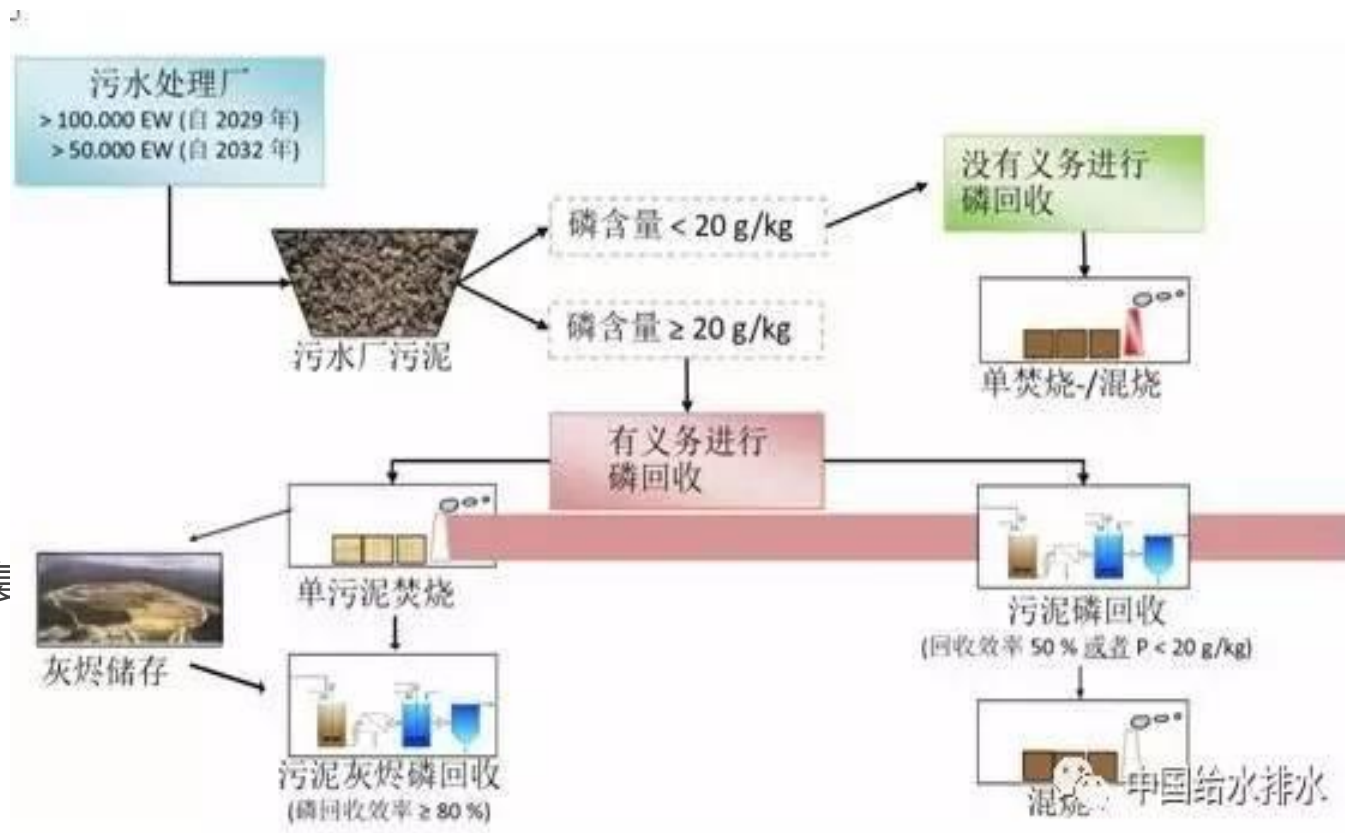 污水处理厂
> 100.000 EW (自 2029 年)
> 50.000 EW (自 2032 年)
没有义务进行
磷回收
磷含量 < 20 g/kg
磷含量 ≥ 20 g/kg
污水厂污泥
单焚烧-/混烧
有义务进行
磷回收
单污泥焚烧
污泥磷回收
(回收效率 50 % 或者 P < 20 g/kg)
灰烬储存
污泥灰烬磷回收
(磷回收效率 ≥ 80 %)
混烧
中国给水排水